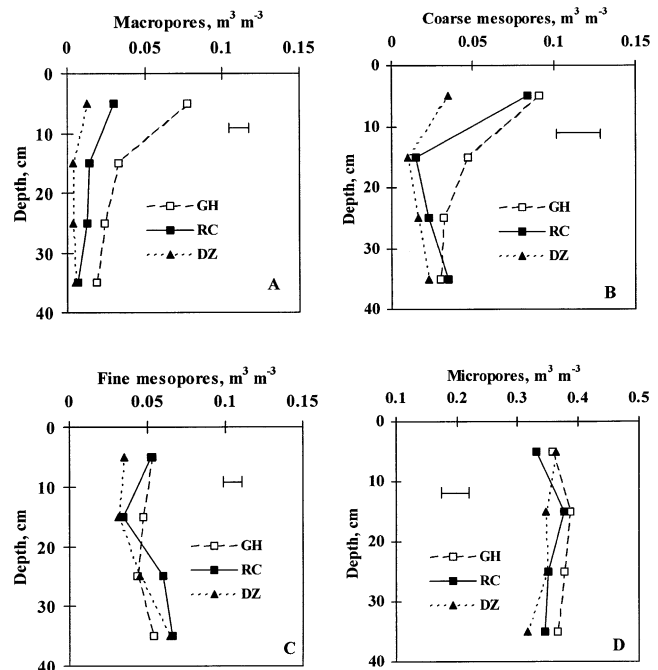 Macropores, m³ m⁻³
0 0.05 0.1 0.15
0
10
20
30
40
Depth, cm
GH
RC
DZ
A
Coarse mesopores, m³ m⁻³
0 0.05 0.1 0.15
0
10
20
30
40
Depth, cm
GH
RC
DZ
B
Fine mesopores, m³ m⁻³
0 0.05 0.1 0.15
0
10
20
30
40
Depth, cm
GH
RC
DZ
C
Micropores, m³ m⁻³
0.1 0.2 0.3 0.4 0.5
0
10
20
30
40
Depth, cm
GH
RC
DZ
D